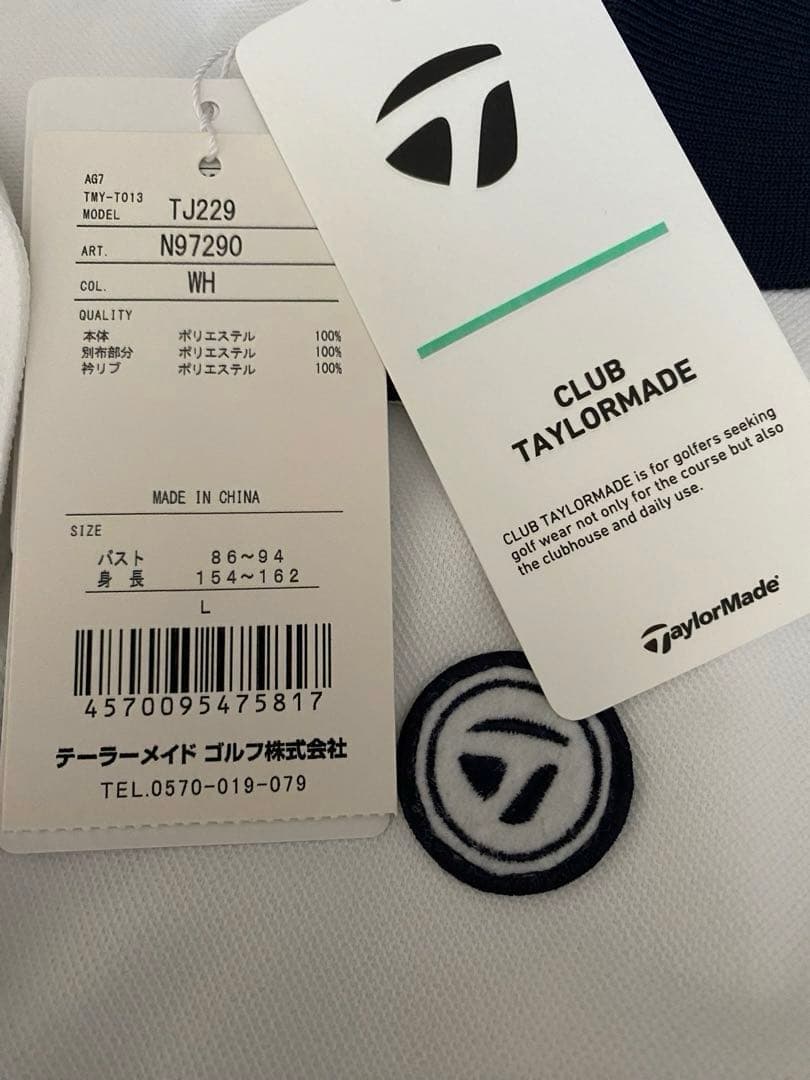 AG7
TMY-T013
MODEL TJ229
ART. N97290
COL. WH
QUALITY
本体 ポリエステル 100%
別布部分 ポリエステル 100%
衿リブ ポリエステル 100%
MADE IN CHINA
SIZE
バスト 86～94
身 長 154～162
L
4570095475817
テーラーメイド ゴルフ株式会社
TEL.0570-019-079
CLUB
TAYLORMADE
CLUB TAYLORMADE is for golfers seeking
golf wear not only for the course but also
the clubhouse and daily use.
TaylorMade